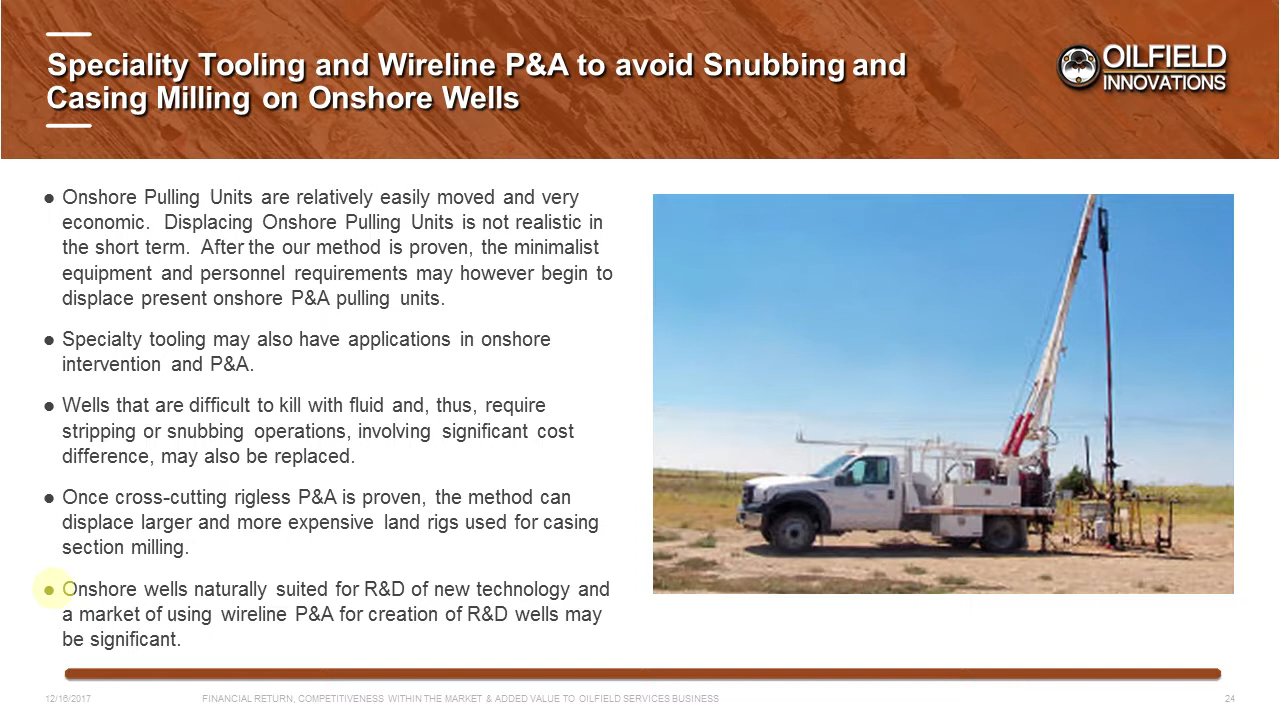 Speciality Tooling and Wireline P&A to avoid Snubbing and
Casing Milling on Onshore Wells
OILFIELD
INNOVATIONS
● Onshore Pulling Units are relatively easily moved and very
economic. Displacing Onshore Pulling Units is not realistic in
the short term. After the our method is proven, the minimalist
equipment and personnel requirements may however begin to
displace present onshore P&A pulling units.
● Specialty tooling may also have applications in onshore
intervention and P&A.
● Wells that are difficult to kill with fluid and, thus, require
stripping or snubbing operations, involving significant cost
difference, may also be replaced.
● Once cross-cutting rigless P&A is proven, the method can
displace larger and more expensive land rigs used for casing
section milling.
● Onshore wells naturally suited for R&D of new technology and
a market of using wireline P&A for creation of R&D wells may
be significant.
12/16/2017 FINANCIAL RETURN, COMPETITIVENESS WITHIN THE MARKET & ADDED VALUE TO OILFIELD SERVICES BUSINESS 24